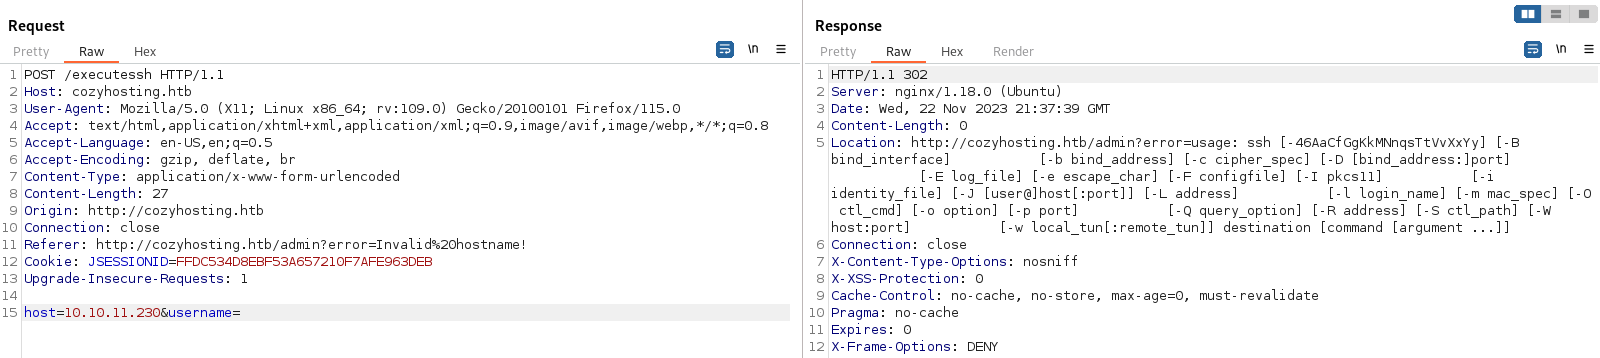 Request
Pretty Raw Hex
\n
1 POST /executessh HTTP/1.1
2 Host: cozyhosting.htb
3 User-Agent: Mozilla/5.0 (X11; Linux x86_64; rv:109.0) Gecko/20100101 Firefox/115.0
4 Accept: text/html,application/xhtml+xml,application/xml;q=0.9,image/avif,image/webp,*/*;q=0.8
5 Accept-Language: en-US,en;q=0.5
6 Accept-Encoding: gzip, deflate, br
7 Content-Type: application/x-www-form-urlencoded
8 Content-Length: 27
9 Origin: http://cozyhosting.htb
10 Connection: close
11 Referer: http://cozyhosting.htb/admin?error=Invalid%20hostname!
12 Cookie: JSESSIONID=FFDC534D8EBF53A657210F7AFE963DEB
13 Upgrade-Insecure-Requests: 1
14
15 host=10.10.11.230&username=
Response
Pretty Raw Hex Render
\n
1 HTTP/1.1 302
2 Server: nginx/1.18.0 (Ubuntu)
3 Date: Wed, 22 Nov 2023 21:37:39 GMT
4 Content-Length: 0
5 Location: http://cozyhosting.htb/admin?error=usage: ssh [-46AaCfGgKkMNnqsTtVvXxYy] [-B
bind_interface] [-b bind_address] [-c cipher_spec] [-D [bind_address:]port]
[-E log_file] [-e escape_char] [-F configfile] [-I pkcs11] [-i
identity_file] [-J [user@]host[:port]] [-L address] [-l login_name] [-m mac_spec] [-O
ctl_cmd] [-o option] [-p port] [-Q query_option] [-R address] [-S ctl_path] [-W
host:port] [-w local_tun[:remote_tun]] destination [command [argument ...]]
6 Connection: close
7 X-Content-Type-Options: nosniff
8 X-XSS-Protection: 0
9 Cache-Control: no-cache, no-store, max-age=0, must-revalidate
10 Pragma: no-cache
11 Expires: 0
12 X-Frame-Options: DENY